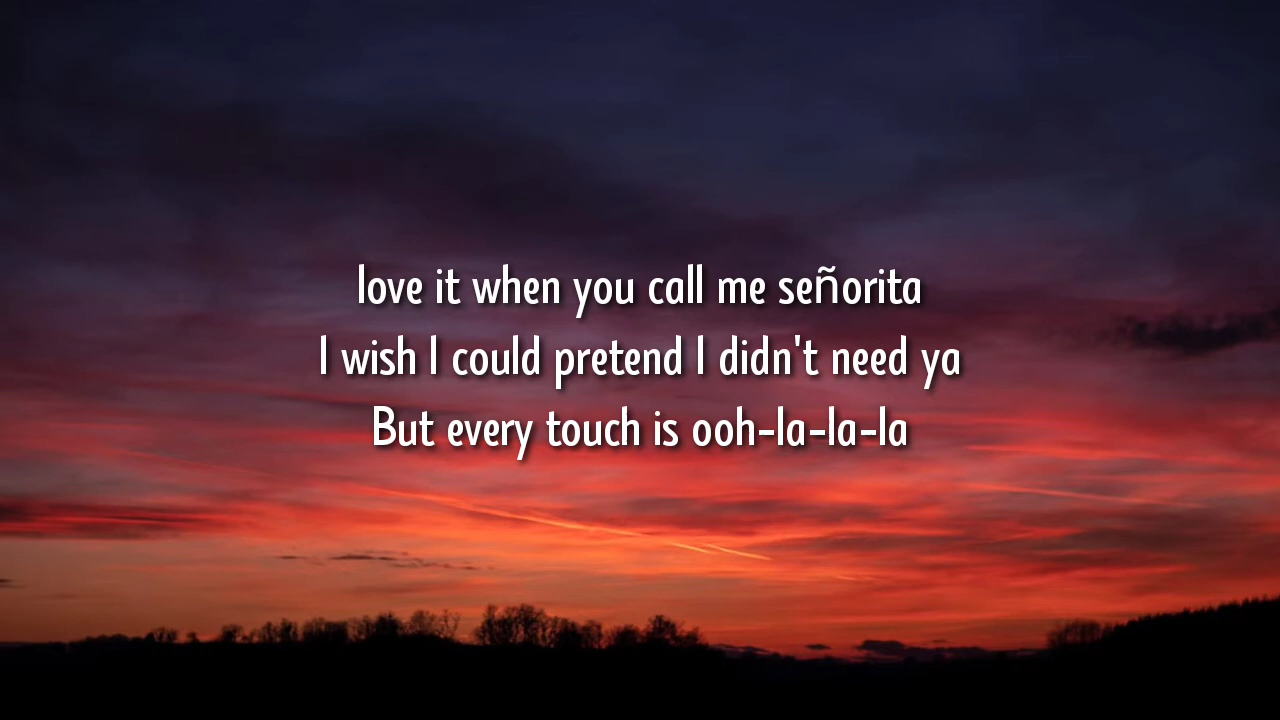 love it when you call me señorita
I wish I could pretend I didn't need ya
But every touch is ooh-la-la-la